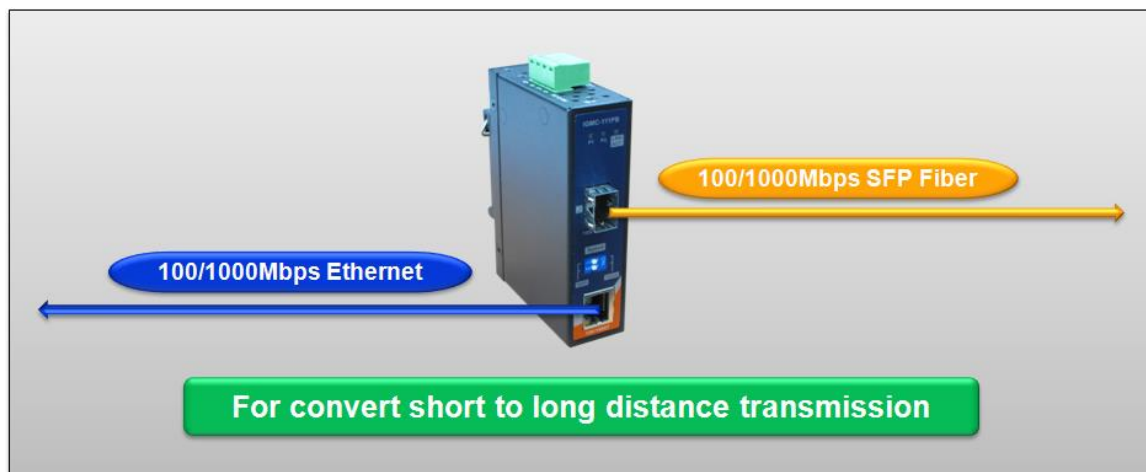 100/1000Mbps SFP Fiber
100/1000Mbps Ethernet
For convert short to long distance transmission